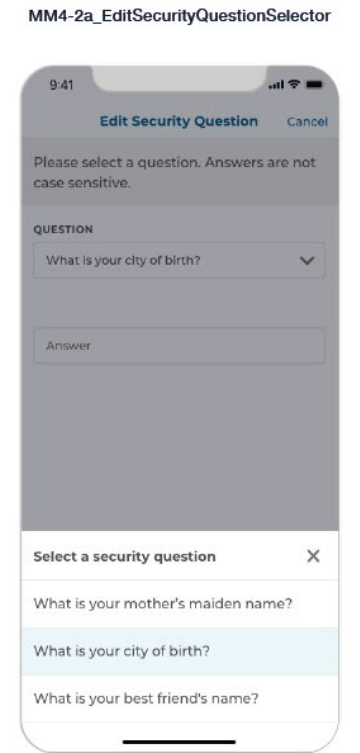 MM4-2a_EditSecurityQuestionSelector
9:41
Edit Security Question Cancel
Please select a question. Answers are not
case sensitive.
QUESTION
What is your city of birth?
Answer
Select a security question
What is your mother's maiden name?
What is your city of birth?
What is your best friend's name?